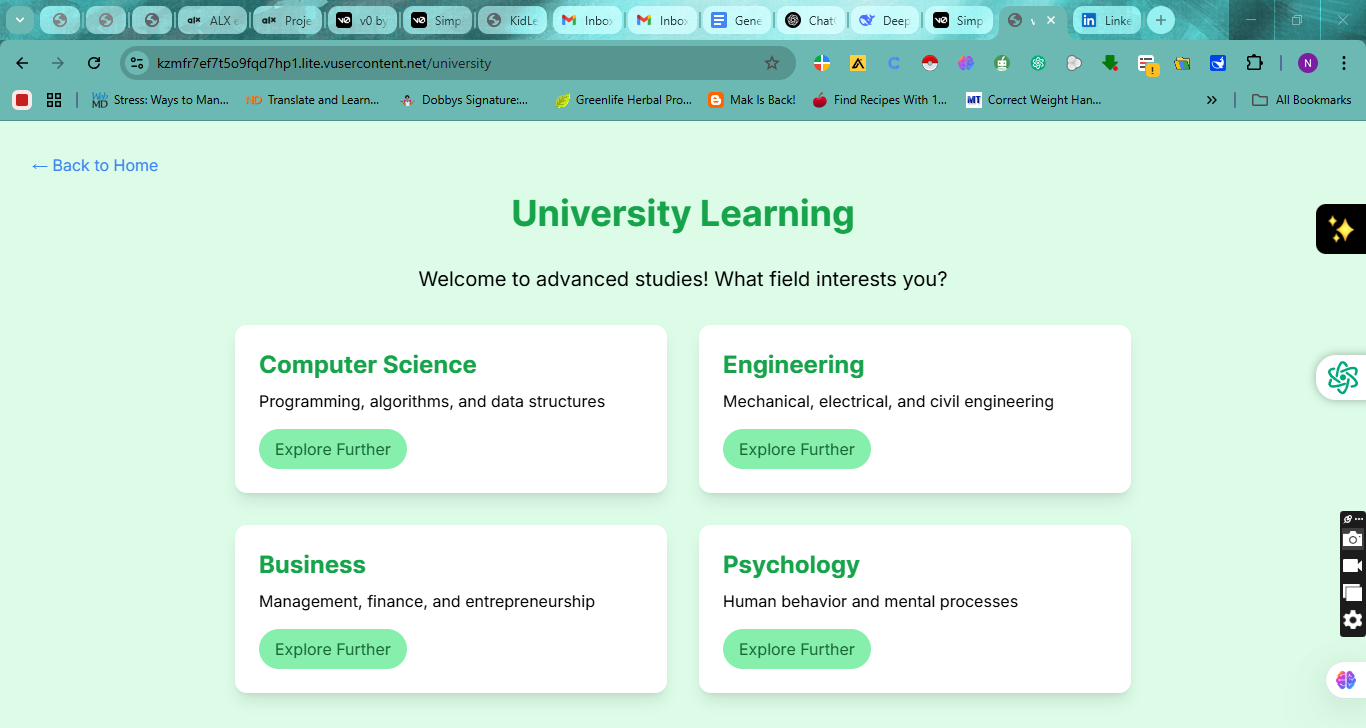 ALX e
Proje
v0 by
Simp
KidLe
Inbox
Inbox
Gene
Chat
Deep
Simp
v
Linke
kzmfr7ef7t5o9fqd7hp1.lite.vusercontent.net/university
N
Stress: Ways to Man...
Translate and Learn...
Dobbys Signature:...
Greenlife Herbal Pro...
Mak Is Back!
Find Recipes With 1...
MT
Correct Weight Han...
All Bookmarks
← Back to Home
University Learning
Welcome to advanced studies! What field interests you?
Computer Science
Programming, algorithms, and data structures
Explore Further
Engineering
Mechanical, electrical, and civil engineering
Explore Further
Business
Management, finance, and entrepreneurship
Explore Further
Psychology
Human behavior and mental processes
Explore Further